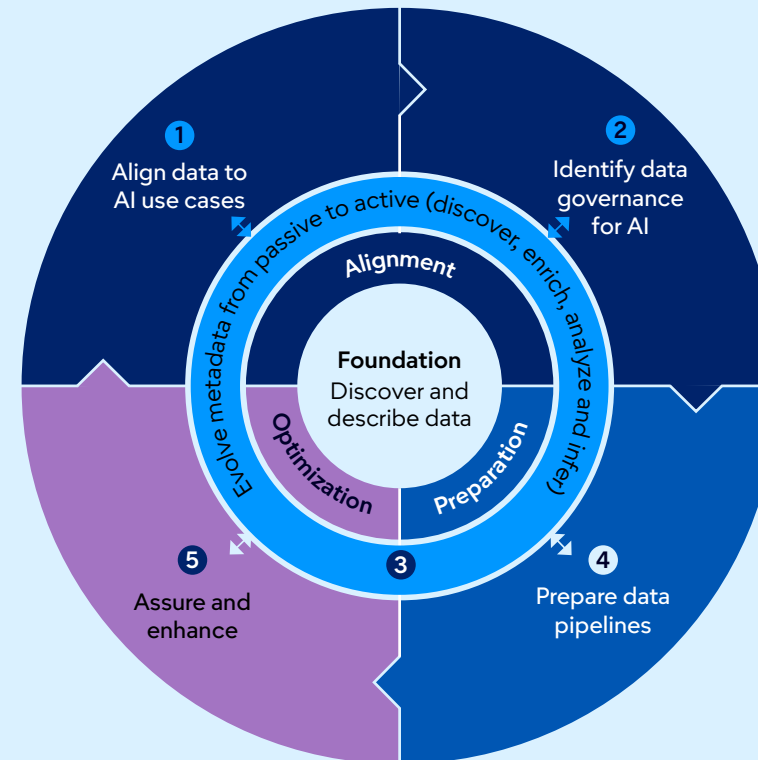 1
Align data to
AI use cases
2
Identify data
governance
for AI
Evolve metadata from passive to active (discover, enrich, analyze and infer)
Alignment
Foundation
Discover and
describe data
Optimization
Preparation
3
5
Assure and
enhance
4
Prepare data
pipelines